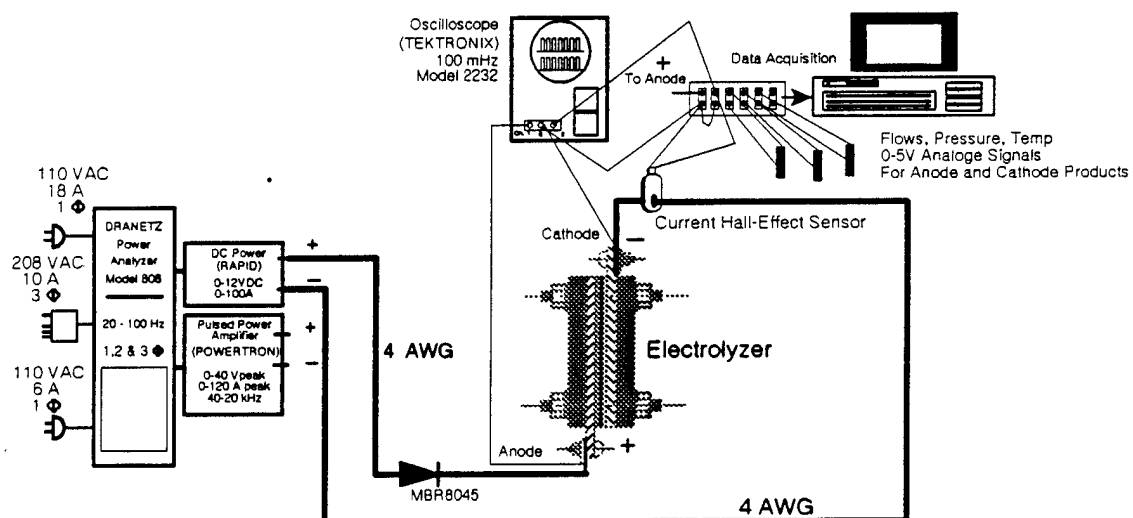 Oscilloscope
(TEKTRONIX)
100 mHz
Model 2232
+
To Anode
Data Acquisition
Flows, Pressure, Temp
0-5V Analoge Signals
For Anode and Cathode Products
110 VAC
18 A
1 Φ
208 VAC
10 A
3 Φ
110 VAC
6 A
1 Φ
DRANETZ
Power
Analyzer
Model 808
20 - 100 Hz
1,2 & 3 Φ
DC Power
(RAPID)
0-12VDC
0-100A
+
−
Pulsed Power
Amplifier
(POWERTRON)
0-40 Vpeak
0-120 A peak
40-20 kHz
+
−
4 AWG
Current Hall-Effect Sensor
Cathode
−
Electrolyzer
Anode
+
MBR8045
4 AWG